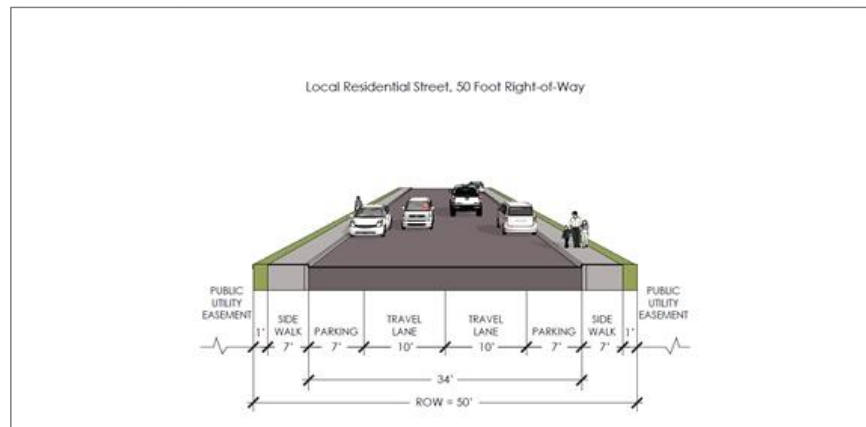 Local Residential Street, 50 Foot Right-of-Way
PUBLIC
UTILITY
EASEMENT
1'
SIDE
WALK
7'
PARKING
7'
TRAVEL
LANE
10'
TRAVEL
LANE
10'
PARKING
7'
SIDE
WALK
7'
1'
PUBLIC
UTILITY
EASEMENT
34'
ROW = 50'